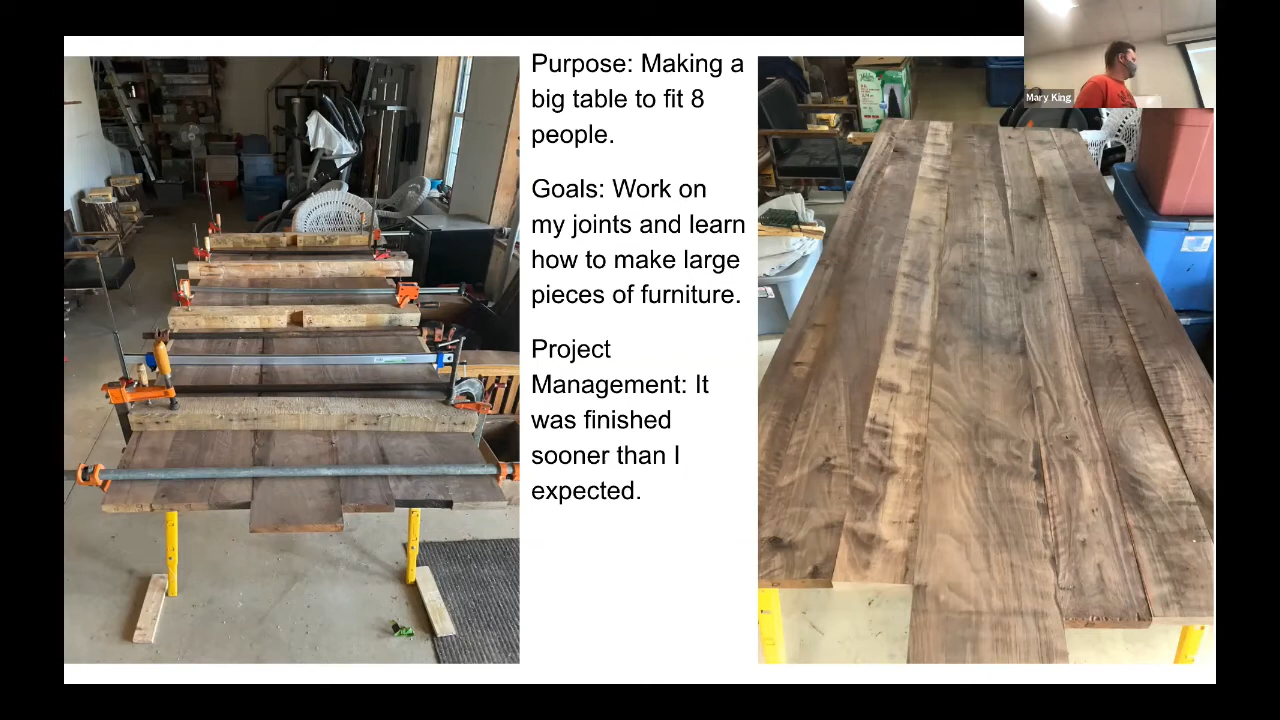 Purpose: Making a
big table to fit 8
people.
Goals: Work on
my joints and learn
how to make large
pieces of furniture.
Project
Management: It
was finished
sooner than I
expected.
Mary King